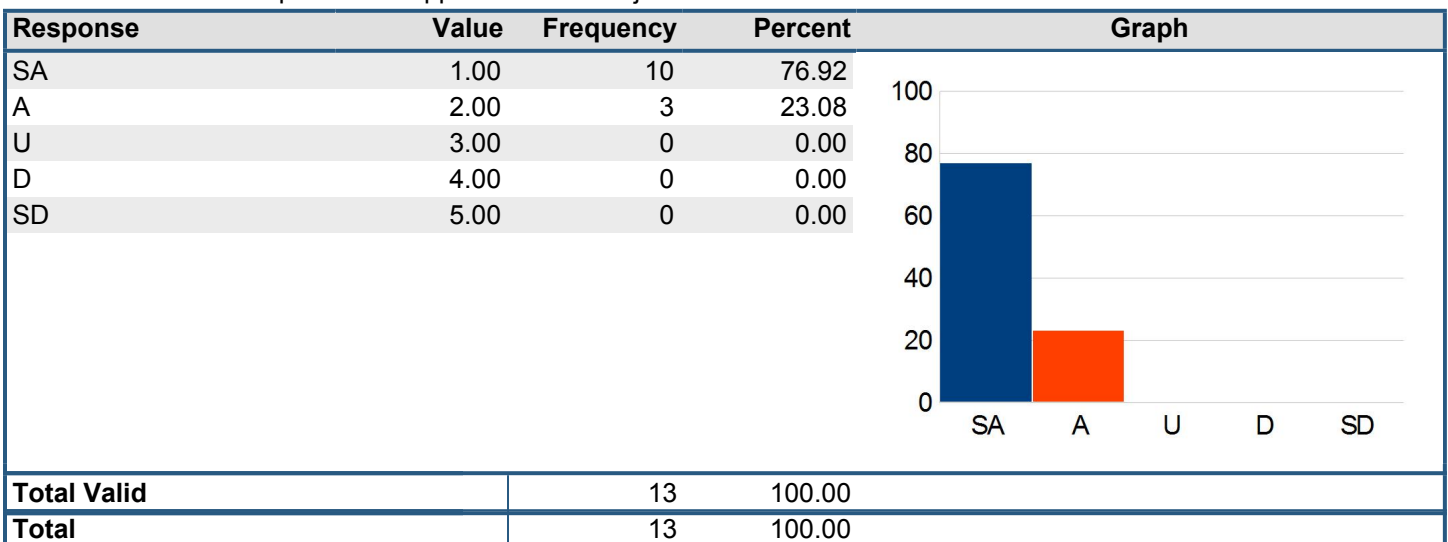 Response Value Frequency Percent Graph
SA 1.00 10 76.92
A 2.00 3 23.08
U 3.00 0 0.00
D 4.00 0 0.00
SD 5.00 0 0.00
100
80
60
40
20
0
SA A U D SD
Total Valid 13 100.00
Total 13 100.00